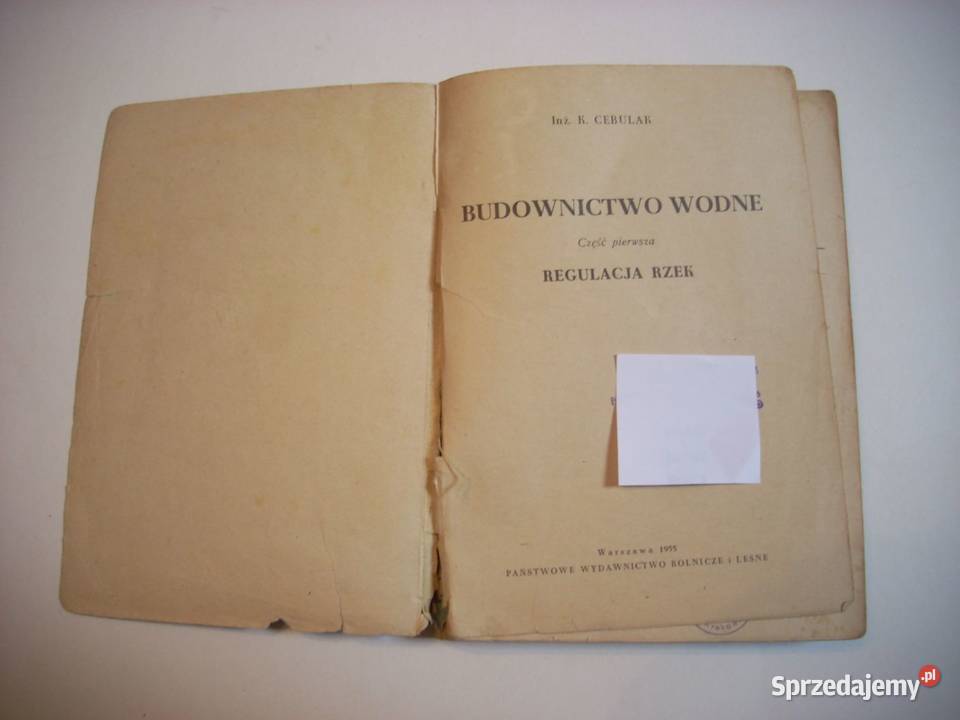 Inż. K. CEBULAK
BUDOWNICTWO WODNE
Część pierwsza
REGULACJA RZEK
Warszawa 1955
PAŃSTWOWE WYDAWNICTWO ROLNICZE i LEŚNE
Sprzedajemy.pl